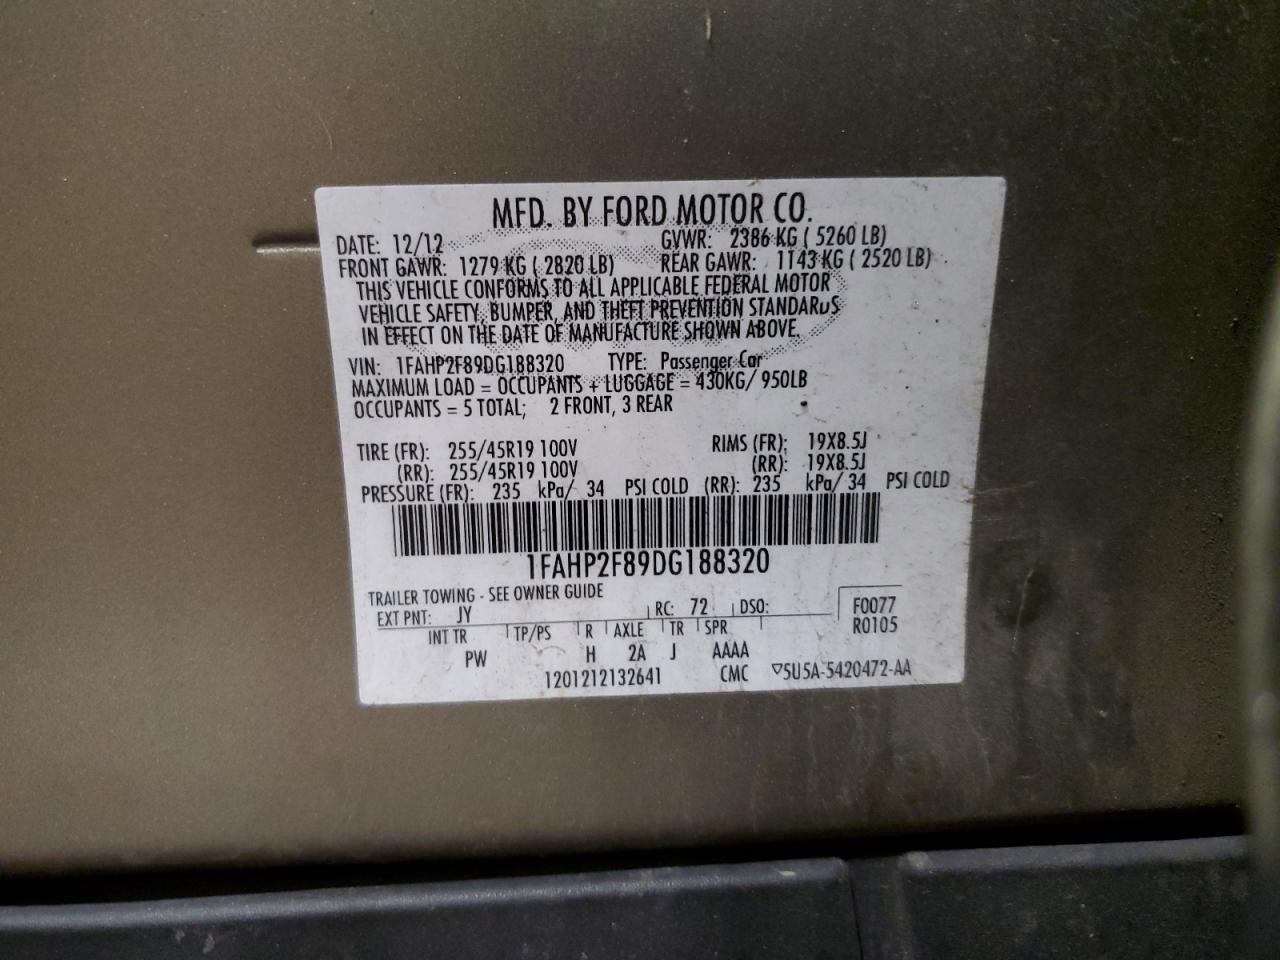 MFD. BY FORD MOTOR CO.
DATE: 12/12 GVWR: 2386 KG ( 5260 LB)
FRONT GAWR: 1279 KG ( 2820 LB) REAR GAWR: 1143 KG ( 2520 LB)
THIS VEHICLE CONFORMS TO ALL APPLICABLE FEDERAL MOTOR
VEHICLE SAFETY, BUMPER, AND THEFT PREVENTION STANDARDS
IN EFFECT ON THE DATE OF MANUFACTURE SHOWN ABOVE.
VIN: 1FAHP2F89DG188320 TYPE: Passenger Car
MAXIMUM LOAD = OCCUPANTS + LUGGAGE = 430KG/ 950LB
OCCUPANTS = 5 TOTAL; 2 FRONT, 3 REAR
TIRE (FR): 255/45R19 100V RIMS (FR): 19X8.5J
(RR): 255/45R19 100V (RR): 19X8.5J
PRESSURE (FR): 235 kPa/ 34 PSI COLD (RR): 235 kPa/ 34 PSI COLD
1FAHP2F89DG188320
TRAILER TOWING - SEE OWNER GUIDE
EXT PNT: JY RC: 72 DSO: F0077
INT TR TP/PS R AXLE TR SPR R0105
PW H 2A J AAAA
1201212132641 CMC ▽5U5A-5420472-AA